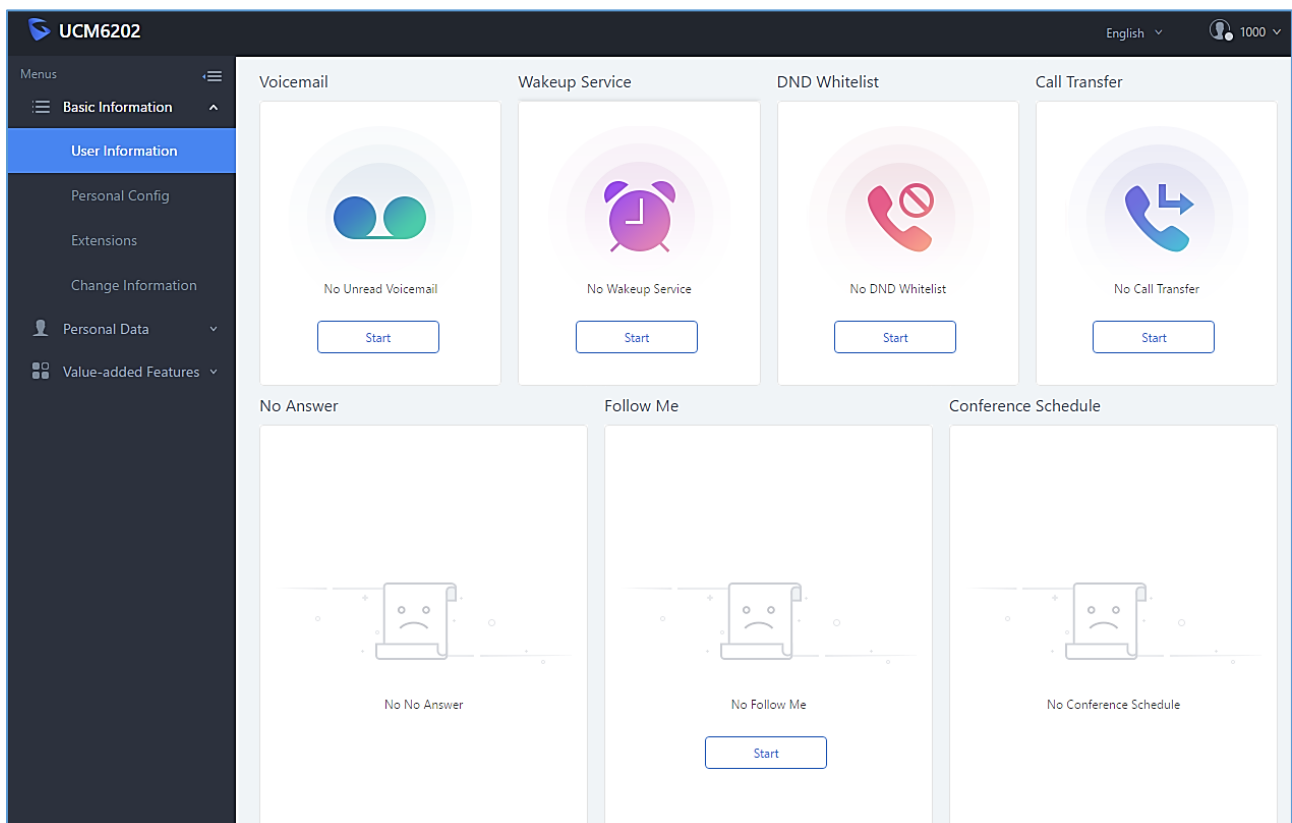 UCM6202
English
1000
Menus
Basic Information
User Information
Personal Config
Extensions
Change Information
Personal Data
Value-added Features
Voicemail
Wakeup Service
DND Whitelist
Call Transfer
No Unread Voicemail
No Wakeup Service
No DND Whitelist
No Call Transfer
Start
Start
Start
Start
No Answer
Follow Me
Conference Schedule
No No Answer
No Follow Me
No Conference Schedule
Start